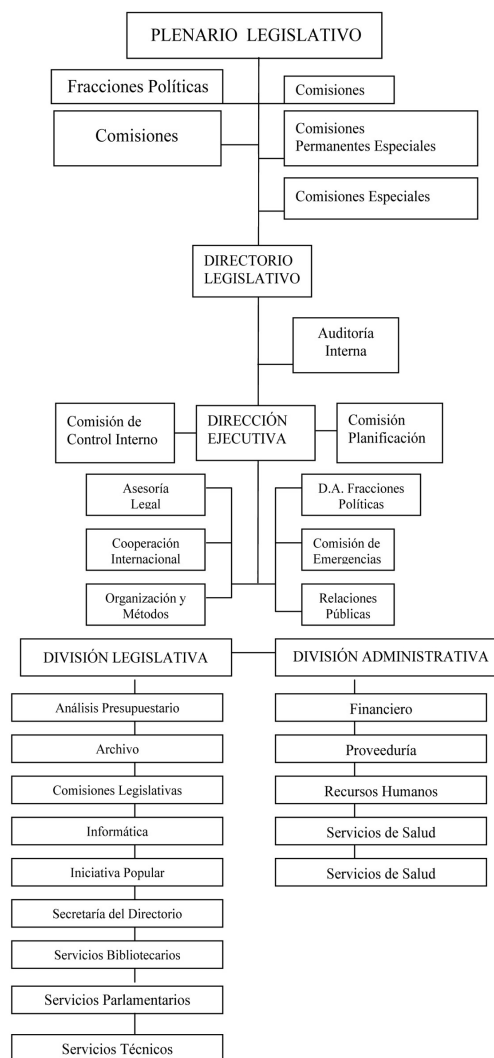 PLENARIO LEGISLATIVO
Fracciones Políticas
Comisiones
Comisiones
Comisiones
Permanentes Especiales
Comisiones Especiales
DIRECTORIO
LEGISLATIVO
Auditoría
Interna
Comisión de
Control Interno
DIRECCIÓN
EJECUTIVA
Comisión
Planificación
Asesoría
Legal
D.A. Fracciones
Políticas
Cooperación
Internacional
Comisión de
Emergencias
Organización y
Métodos
Relaciones
Públicas
DIVISIÓN LEGISLATIVA
DIVISIÓN ADMINISTRATIVA
Análisis Presupuestario
Archivo
Comisiones Legislativas
Informática
Iniciativa Popular
Secretaría del Directorio
Servicios Bibliotecarios
Servicios Parlamentarios
Servicios Técnicos
Financiero
Proveeduría
Recursos Humanos
Servicios de Salud
Servicios de Salud